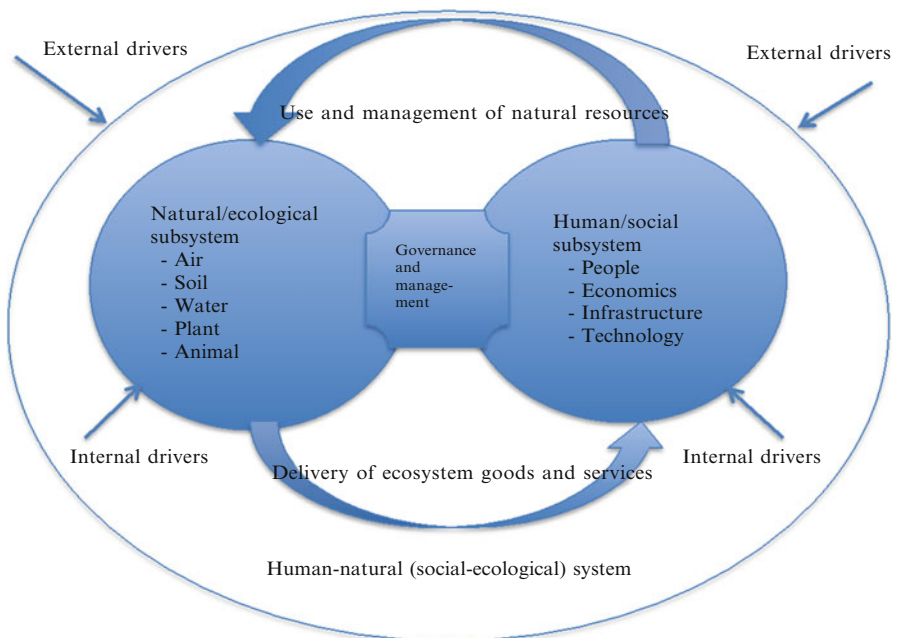 External drivers
External drivers
Use and management of natural resources
Natural/ecological
subsystem
- Air
- Soil
- Water
- Plant
- Animal
Governance
and
manage-
ment
Human/social
subsystem
- People
- Economics
- Infrastructure
- Technology
Internal drivers
Internal drivers
Delivery of ecosystem goods and services
Human-natural (social-ecological) system